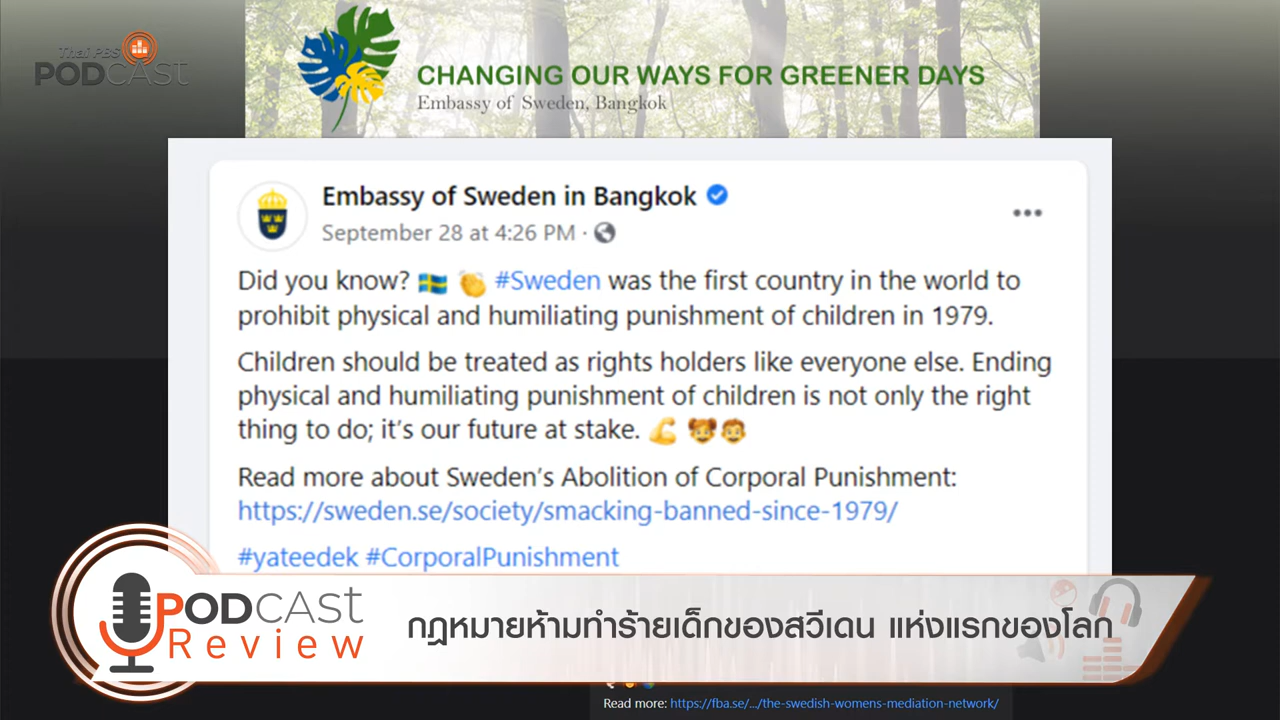 Thai PBS
PODCAST
CHANGING OUR WAYS FOR GREENER DAYS
Embassy of Sweden, Bangkok
Embassy of Sweden in Bangkok
September 28 at 4:26 PM ·
Did you know? 🇸🇪 👏 #Sweden was the first country in the world to
prohibit physical and humiliating punishment of children in 1979.
Children should be treated as rights holders like everyone else. Ending
physical and humiliating punishment of children is not only the right
thing to do; it's our future at stake. 💪 👧👦
Read more about Sweden's Abolition of Corporal Punishment:
https://sweden.se/society/smacking-banned-since-1979/
#yateedek #CorporalPunishment
PODCAST
Review
กฎหมายห้ามทำร้ายเด็กของสวีเดน แห่งแรกของโลก
Read more: https://fba.se/.../the-swedish-womens-mediation-network/